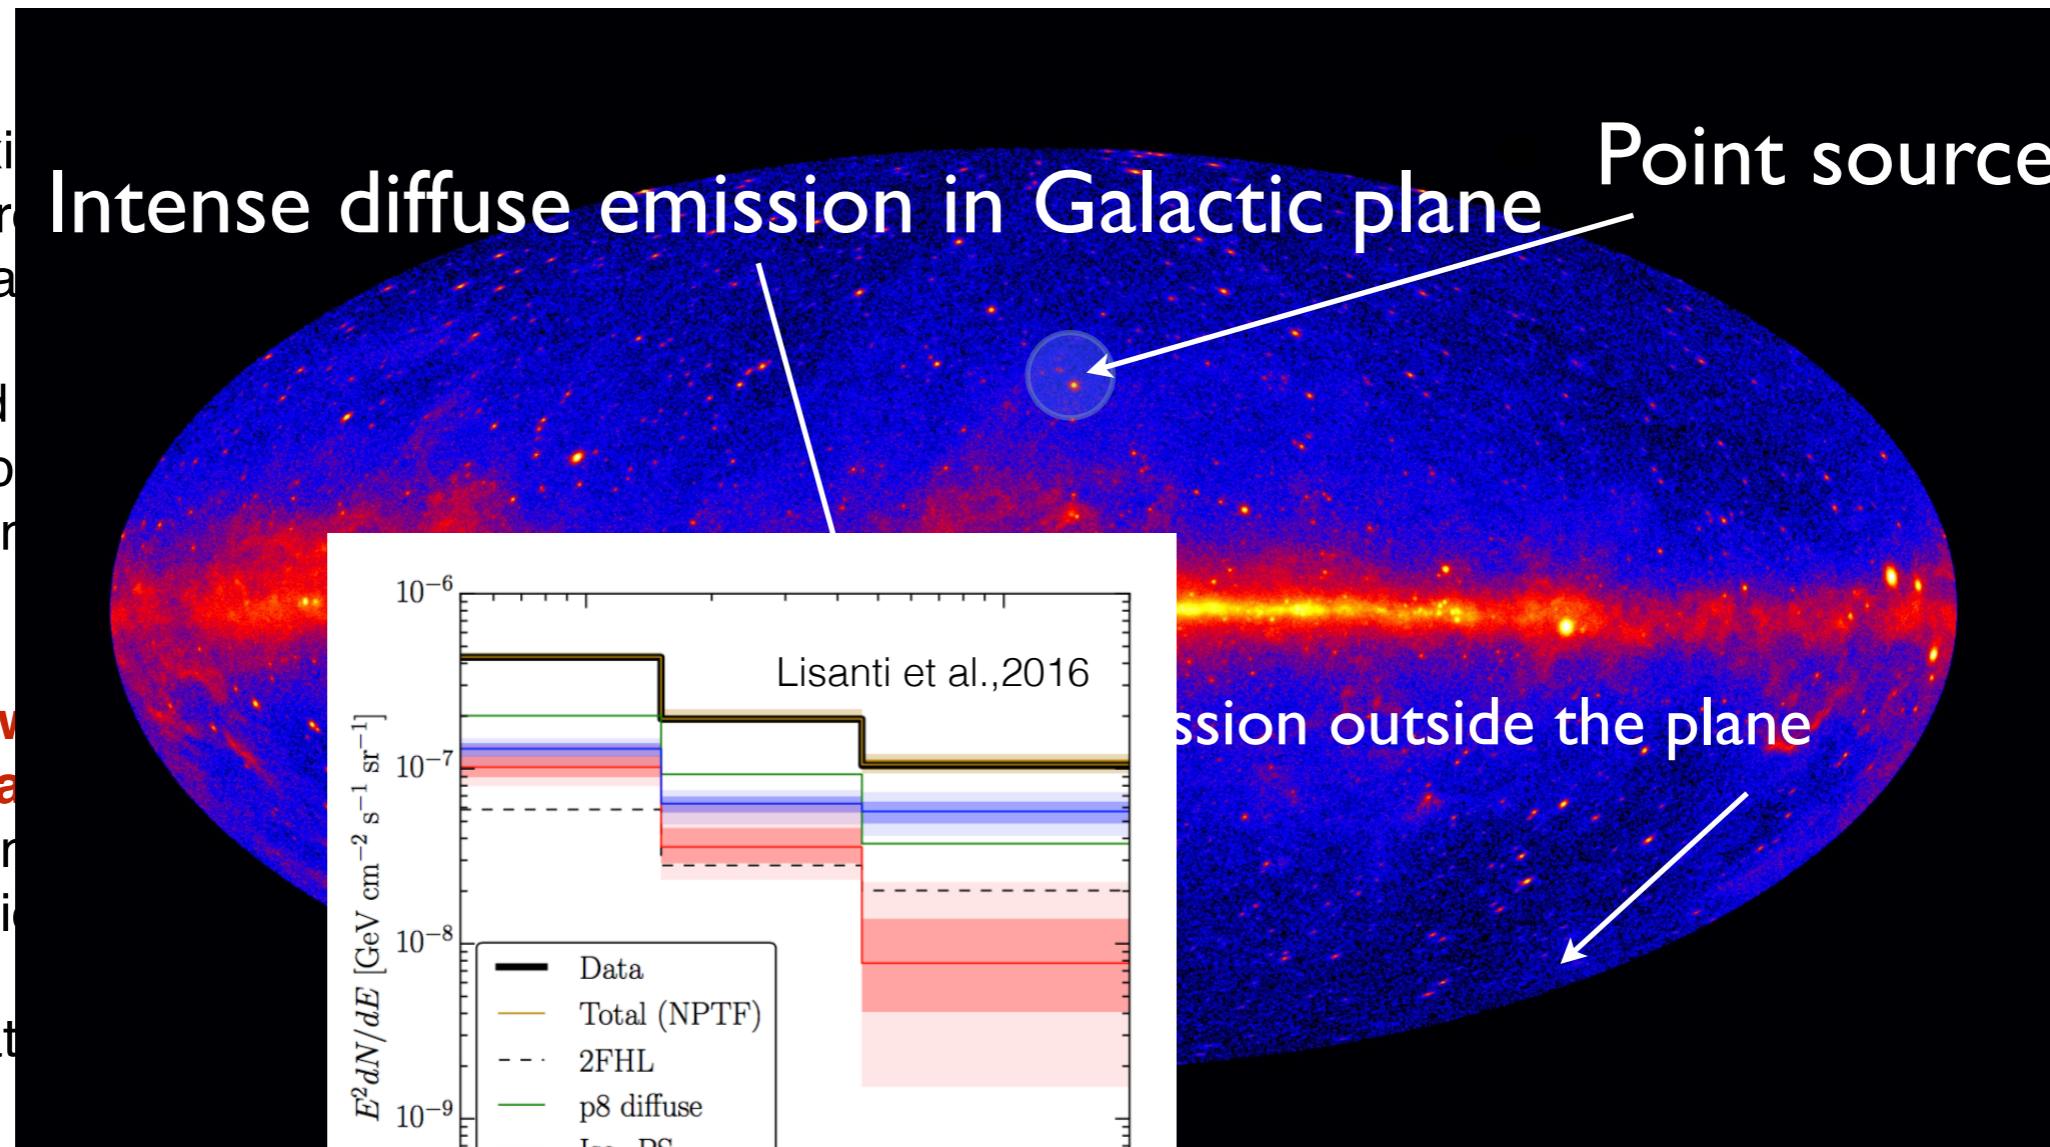 Intense diffuse emission in Galactic plane
Point source
Lisanti et al.,2016
outside the plane
10⁻⁶
10⁻⁷
10⁻⁸
10⁻⁹
E²dN/dE [GeV cm⁻² s⁻¹ sr⁻¹]
Data
Total (NPTF)
2FHL
p8 diffuse